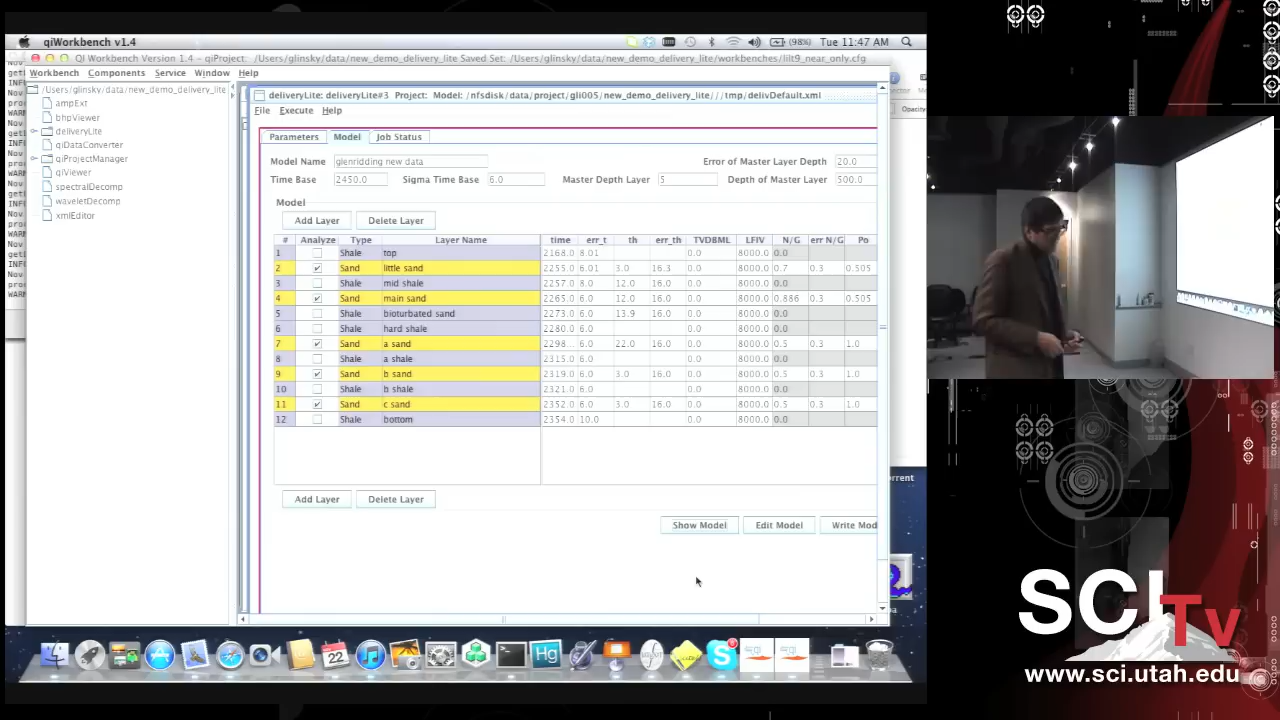 qiWorkbench v1.4
(98%) Tue 11:47 AM
QI Workbench Version 1.4 - qiProject: /Users/glinsky/data/new_demo_delivery_lite Saved Set: /Users/glinsky/data/new_demo_delivery_lite/workbenches/lilt9_near_only.cfg
Workbench Components Service Window Help
/Users/glinsky/data/new_demo_delivery_lite
ampExt
bhpViewer
deliveryLite
qiDataConverter
qiProjectManager
qiViewer
spectralDecomp
waveletDecomp
xmlEditor
deliveryLite: deliveryLite#3 Project: Model: /nfsdisk/data/project/gli005/new_demo_delivery_lite///tmp/delivDefault.xml
Opacity
File Execute Help
Parameters Model Job Status
Model Name glenridding new data Error of Master Layer Depth 20.0
Time Base 2450.0 Sigma Time Base 6.0 Master Depth Layer 5 Depth of Master Layer 500.0
Model
Add Layer Delete Layer
# Analyze Type Layer Name time err_t th err_th TVDBML LFIV N/G err N/G Po
1 Shale top 2168.0 8.01 0.0 8000.0 0.0
2 Sand little sand 2255.0 6.01 3.0 16.3 0.0 8000.0 0.7 0.3 0.505
3 Shale mid shale 2257.0 8.0 12.0 16.0 0.0 8000.0 0.0
4 Sand main sand 2265.0 6.0 12.0 16.0 0.0 8000.0 0.886 0.3 0.505
5 Shale bioturbated sand 2273.0 6.0 13.9 16.0 0.0 8000.0 0.0
6 Shale hard shale 2280.0 6.0 0.0 8000.0 0.0
7 Sand a sand 2298... 6.0 22.0 16.0 0.0 8000.0 0.5 0.3 1.0
8 Shale a shale 2315.0 6.0 0.0 8000.0 0.0
9 Sand b sand 2319.0 6.0 3.0 16.0 0.0 8000.0 0.5 0.3 1.0
10 Shale b shale 2321.0 6.0 0.0 8000.0 0.0
11 Sand c sand 2352.0 6.0 3.0 16.0 0.0 8000.0 0.5 0.3 1.0
12 Shale bottom 2354.0 10.0 0.0 8000.0 0.0
Add Layer Delete Layer
Show Model Edit Model Write Mod
22
Hg
SCI
Tv
www.sci.utah.edu